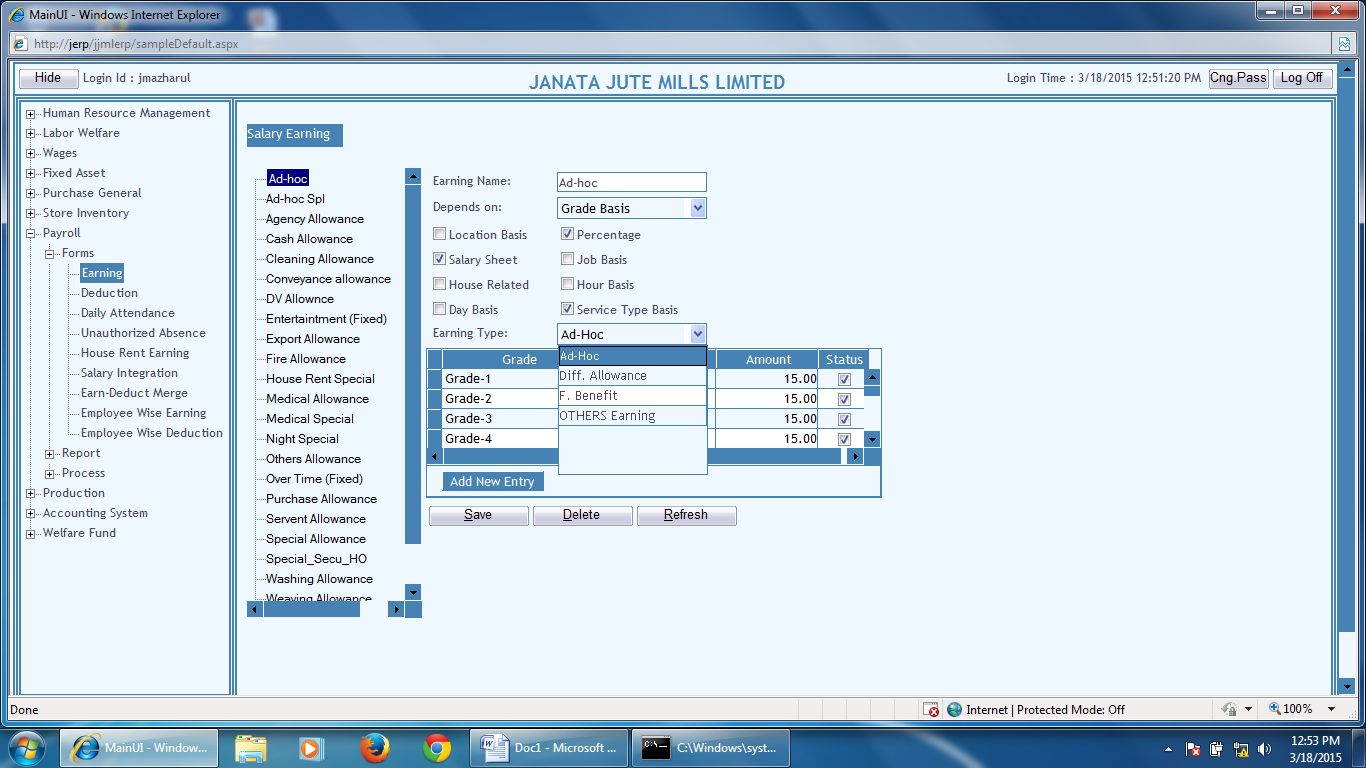 MainUI - Windows Internet Explorer
http://jerp/jjmlerp/sampleDefault.aspx
Hide Login Id : jmazharul JANATA JUTE MILLS LIMITED Login Time : 3/18/2015 12:51:20 PM Cng.Pass Log Off
Human Resource Management
Labor Welfare
Wages
Fixed Asset
Purchase General
Store Inventory
Payroll
Forms
Earning
Deduction
Daily Attendance
Unauthorized Absence
House Rent Earning
Salary Integration
Earn-Deduct Merge
Employee Wise Earning
Employee Wise Deduction
Report
Process
Production
Accounting System
Welfare Fund
Salary Earning
Ad-hoc
Ad-hoc Spl
Agency Allowance
Cash Allowance
Cleaning Allowance
Conveyance allowance
DV Allownce
Entertaintment (Fixed)
Export Allowance
Fire Allowance
House Rent Special
Medical Allowance
Medical Special
Night Special
Others Allowance
Over Time (Fixed)
Purchase Allowance
Servent Allowance
Special Allowance
Special_Secu_HO
Washing Allowance
Weaving Allowance
Earning Name: Ad-hoc
Depends on: Grade Basis
Location Basis Percentage
Salary Sheet Job Basis
House Related Hour Basis
Day Basis Service Type Basis
Earning Type: Ad-Hoc
Ad-Hoc
Diff. Allowance
F. Benefit
OTHERS Earning
Grade Amount Status
Grade-1 15.00
Grade-2 15.00
Grade-3 15.00
Grade-4 15.00
Add New Entry
Save Delete Refresh
Done Internet | Protected Mode: Off 100%
MainUI - Window... Doc1 - Microsoft ... C:\Windows\syst... 12:53 PM
3/18/2015